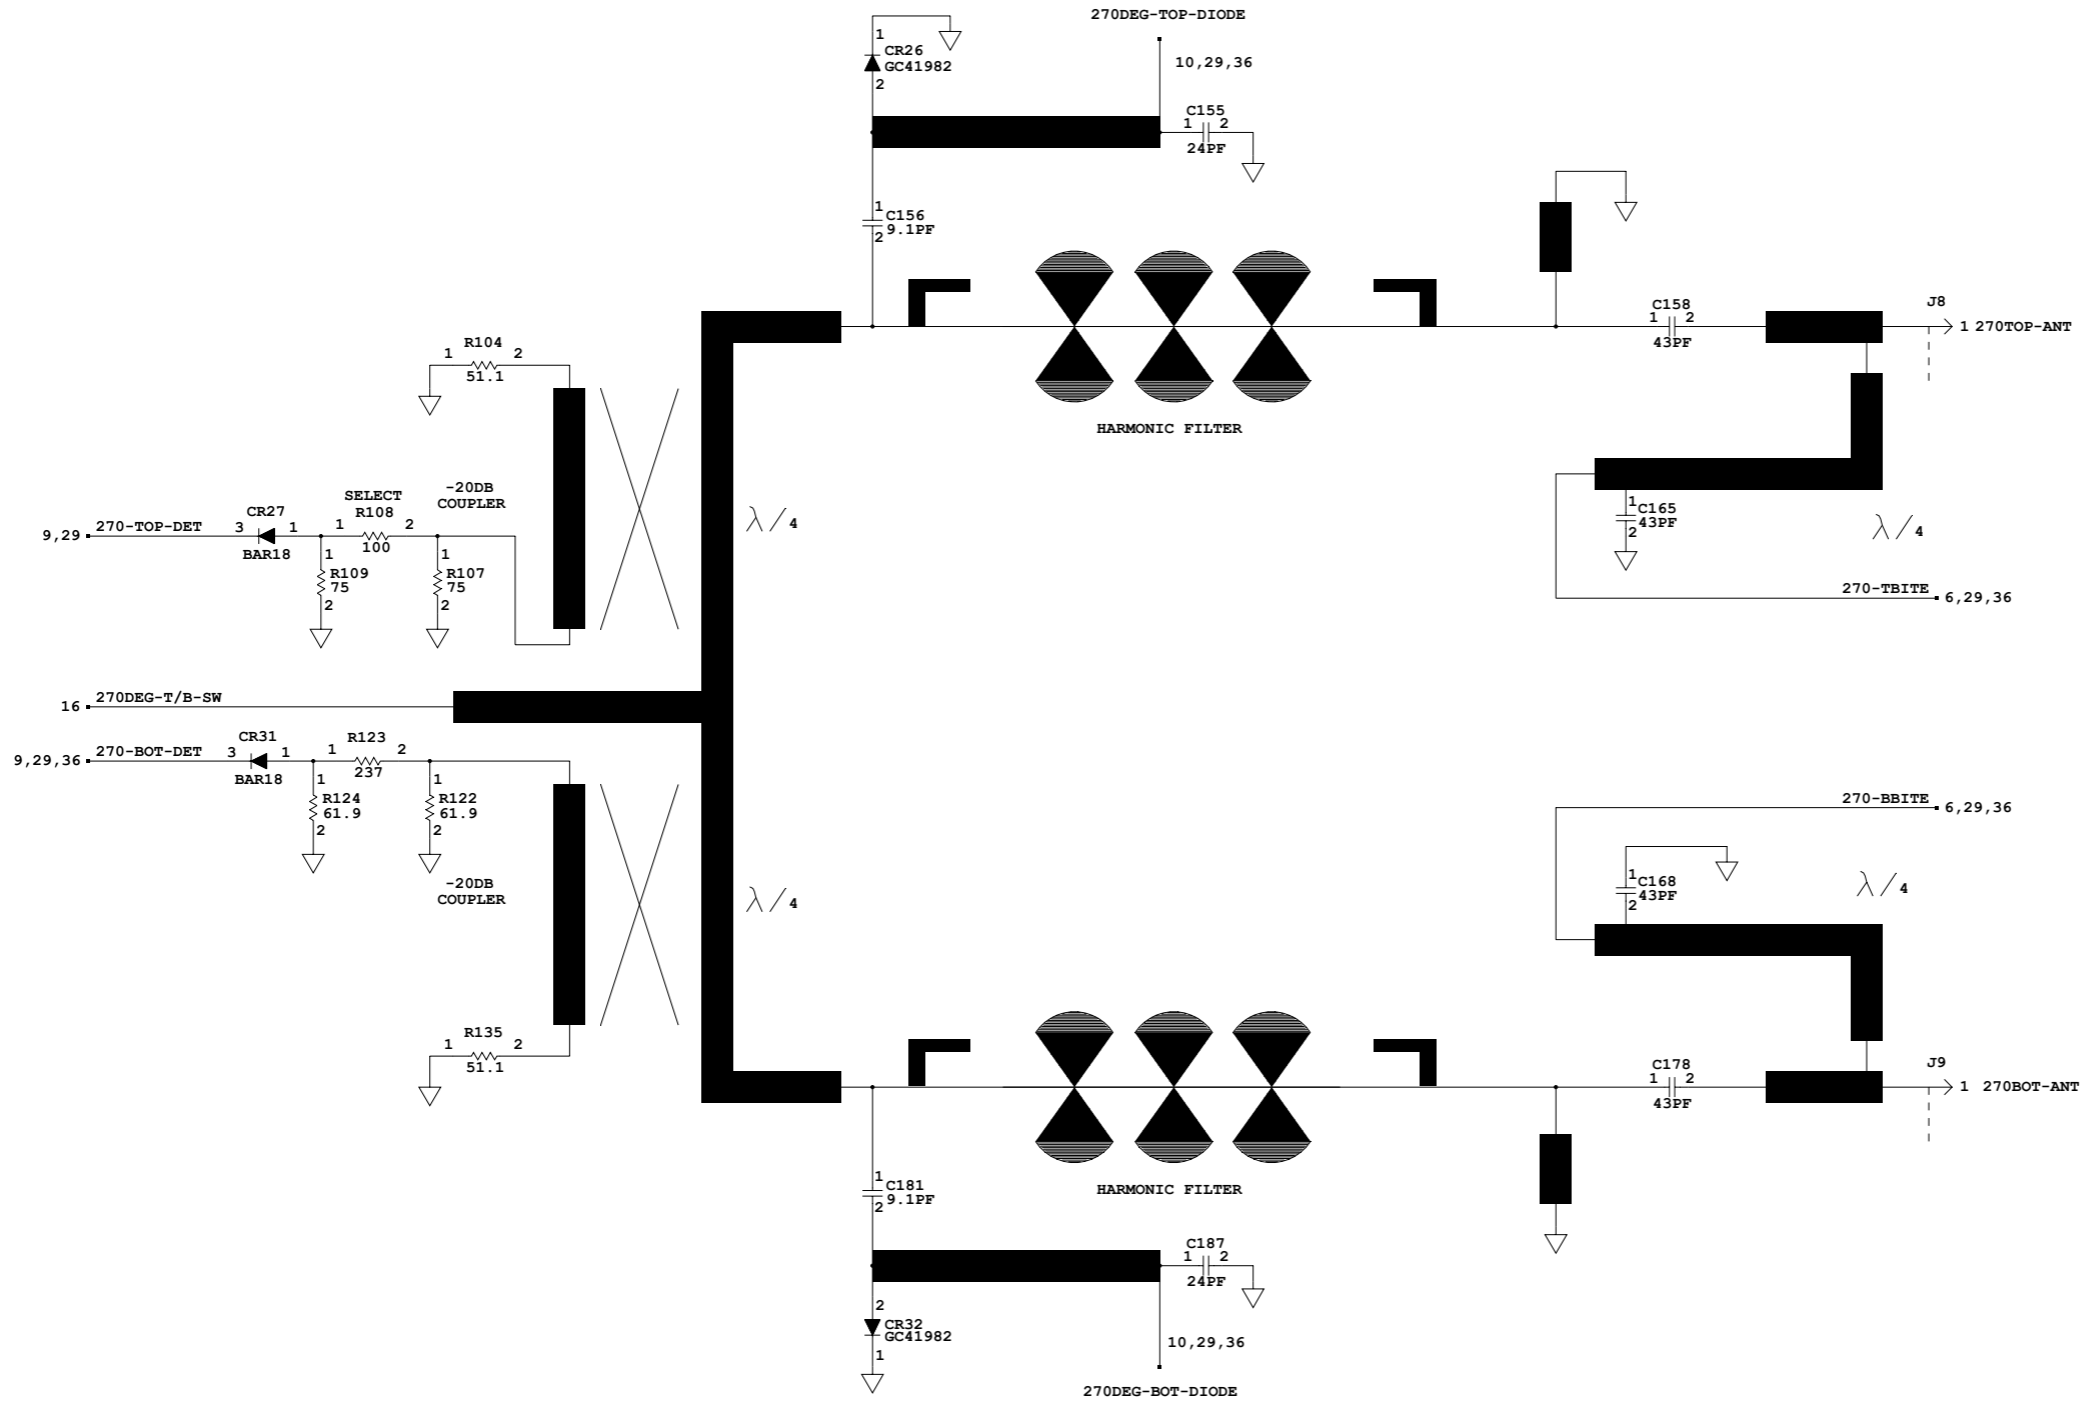 270DEG-TOP-DIODE
1
CR26
GC41982
2
10,29,36
C155
1 2
24PF
1
C156
9.1PF
2
C158
1 2
43PF
J8
1 270TOP-ANT
R104
1 2
51.1
HARMONIC FILTER
-20DB
COUPLER
SELECT
R108
1 2
100
CR27
3 1
BAR18
9,29 270-TOP-DET
1
R109
75
2
1
R107
75
2
λ/4
1
C165
43PF
2
λ/4
270-TBITE
6,29,36
16 270DEG-T/B-SW
CR31
3 1
BAR18
9,29,36 270-BOT-DET
R123
1 2
237
1
R124
61.9
2
1
R122
61.9
2
-20DB
COUPLER
λ/4
270-BBITE
6,29,36
1
C168
43PF
2
λ/4
R135
1 2
51.1
C178
1 2
43PF
J9
1 270BOT-ANT
1
C181
9.1PF
2
HARMONIC FILTER
C187
1 2
24PF
2
CR32
GC41982
1
10,29,36
270DEG-BOT-DIODE